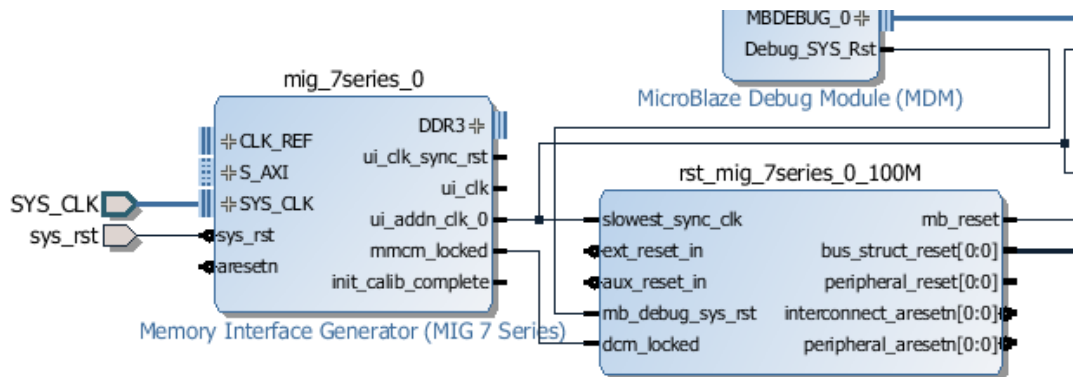 MBDEBUG_0
Debug_SYS_Rst
MicroBlaze Debug Module (MDM)
mig_7series_0
DDR3
CLK_REF
ui_clk_sync_rst
S_AXI
ui_clk
SYS_CLK
SYS_CLK
ui_addn_clk_0
sys_rst
sys_rst
mmcm_locked
aresetn
init_calib_complete
Memory Interface Generator (MIG 7 Series)
rst_mig_7series_0_100M
slowest_sync_clk
mb_reset
ext_reset_in
bus_struct_reset[0:0]
aux_reset_in
peripheral_reset[0:0]
mb_debug_sys_rst
interconnect_aresetn[0:0]
dcm_locked
peripheral_aresetn[0:0]